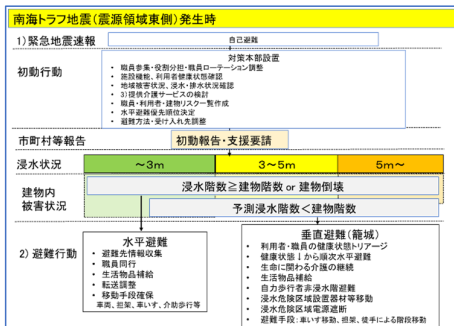 南海トラフ地震(震源領域東側)発生時
1)緊急地震速報
自己避難
初動行動
対策本部設置
・ 職員参集・役割分担・職員ローテーション調整
・ 施設機能、利用者健康状態確認
・ 地域被害状況、浸水・排水状況確認
・ 3)提供介護サービスの検討
・ 職員・利用者・建物リスク一覧作成
・ 水平避難優先順位決定
・ 避難方法・受け入れ先調整
市町村等報告
初動報告・支援要請
浸水状況
~3m
3~5m
5m~
建物内
被害状況
浸水階数≧建物階数 or 建物倒壊
予測浸水階数<建物階数
2) 避難行動
水平避難
・ 避難先情報収集
・ 職員同行
・ 生活物品補給
・ 転送調整
・ 移動手段確保
車両、担架、車いす、介助歩行等
垂直避難(籠城)
・ 利用者・職員の健康状態トリアージ
・ 健康状態↓から順次水平避難
・ 生命に関わる介護の継続
・ 生活物品補給
・ 自力歩行者非浸水階避難
・ 浸水危険区域設置器材等移動
・ 浸水危険区域電源遮断
・ 避難手段:車いす移動、担架、徒手による階段移動